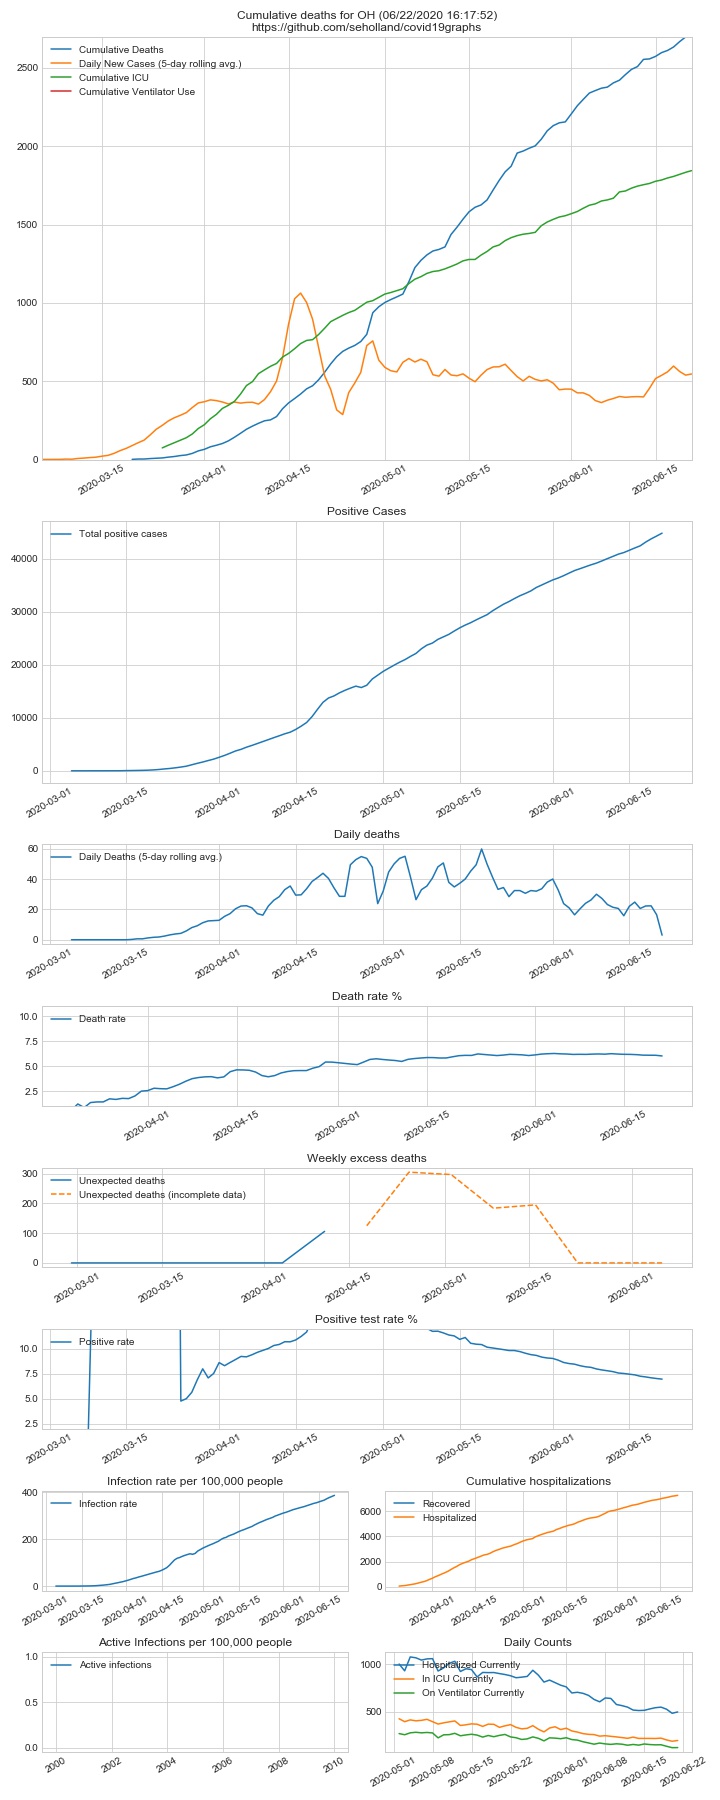 Cumulative deaths for OH (06/22/2020 16:17:52)
https://github.com/seholland/covid19graphs
Cumulative Deaths
Daily New Cases (5-day rolling avg.)
Cumulative ICU
Cumulative Ventilator Use
2500
2000
1500
1000
500
0
2020-03-15 2020-04-01 2020-04-15 2020-05-01 2020-05-15 2020-06-01 2020-06-15
Positive Cases
Total positive cases
40000
30000
20000
10000
0
2020-03-01 2020-03-15 2020-04-01 2020-04-15 2020-05-01 2020-05-15 2020-06-01 2020-06-15
Daily deaths
Daily Deaths (5-day rolling avg.)
60
40
20
0
2020-03-01 2020-03-15 2020-04-01 2020-04-15 2020-05-01 2020-05-15 2020-06-01 2020-06-15
Death rate %
Death rate
10.0
7.5
5.0
2.5
2020-04-01 2020-04-15 2020-05-01 2020-05-15 2020-06-01 2020-06-15
Weekly excess deaths
Unexpected deaths
Unexpected deaths (incomplete data)
300
200
100
0
2020-03-01 2020-03-15 2020-04-01 2020-04-15 2020-05-01 2020-05-15 2020-06-01
Positive test rate %
Positive rate
10.0
7.5
5.0
2.5
2020-03-01 2020-03-15 2020-04-01 2020-04-15 2020-05-01 2020-05-15 2020-06-01 2020-06-15
Infection rate per 100,000 people
Infection rate
400
200
0
2020-03-01 2020-03-15 2020-04-01 2020-04-15 2020-05-01 2020-05-15 2020-06-01 2020-06-15
Cumulative hospitalizations
Recovered
Hospitalized
6000
4000
2000
0
2020-04-01 2020-04-15 2020-05-01 2020-05-15 2020-06-01 2020-06-15
Active Infections per 100,000 people
Active infections
1.0
0.5
0.0
2000 2002 2004 2006 2008 2010
Daily Counts
Hospitalized Currently
In ICU Currently
On Ventilator Currently
1000
500
2020-05-01 2020-05-08 2020-05-15 2020-05-22 2020-06-01 2020-06-08 2020-06-15 2020-06-22